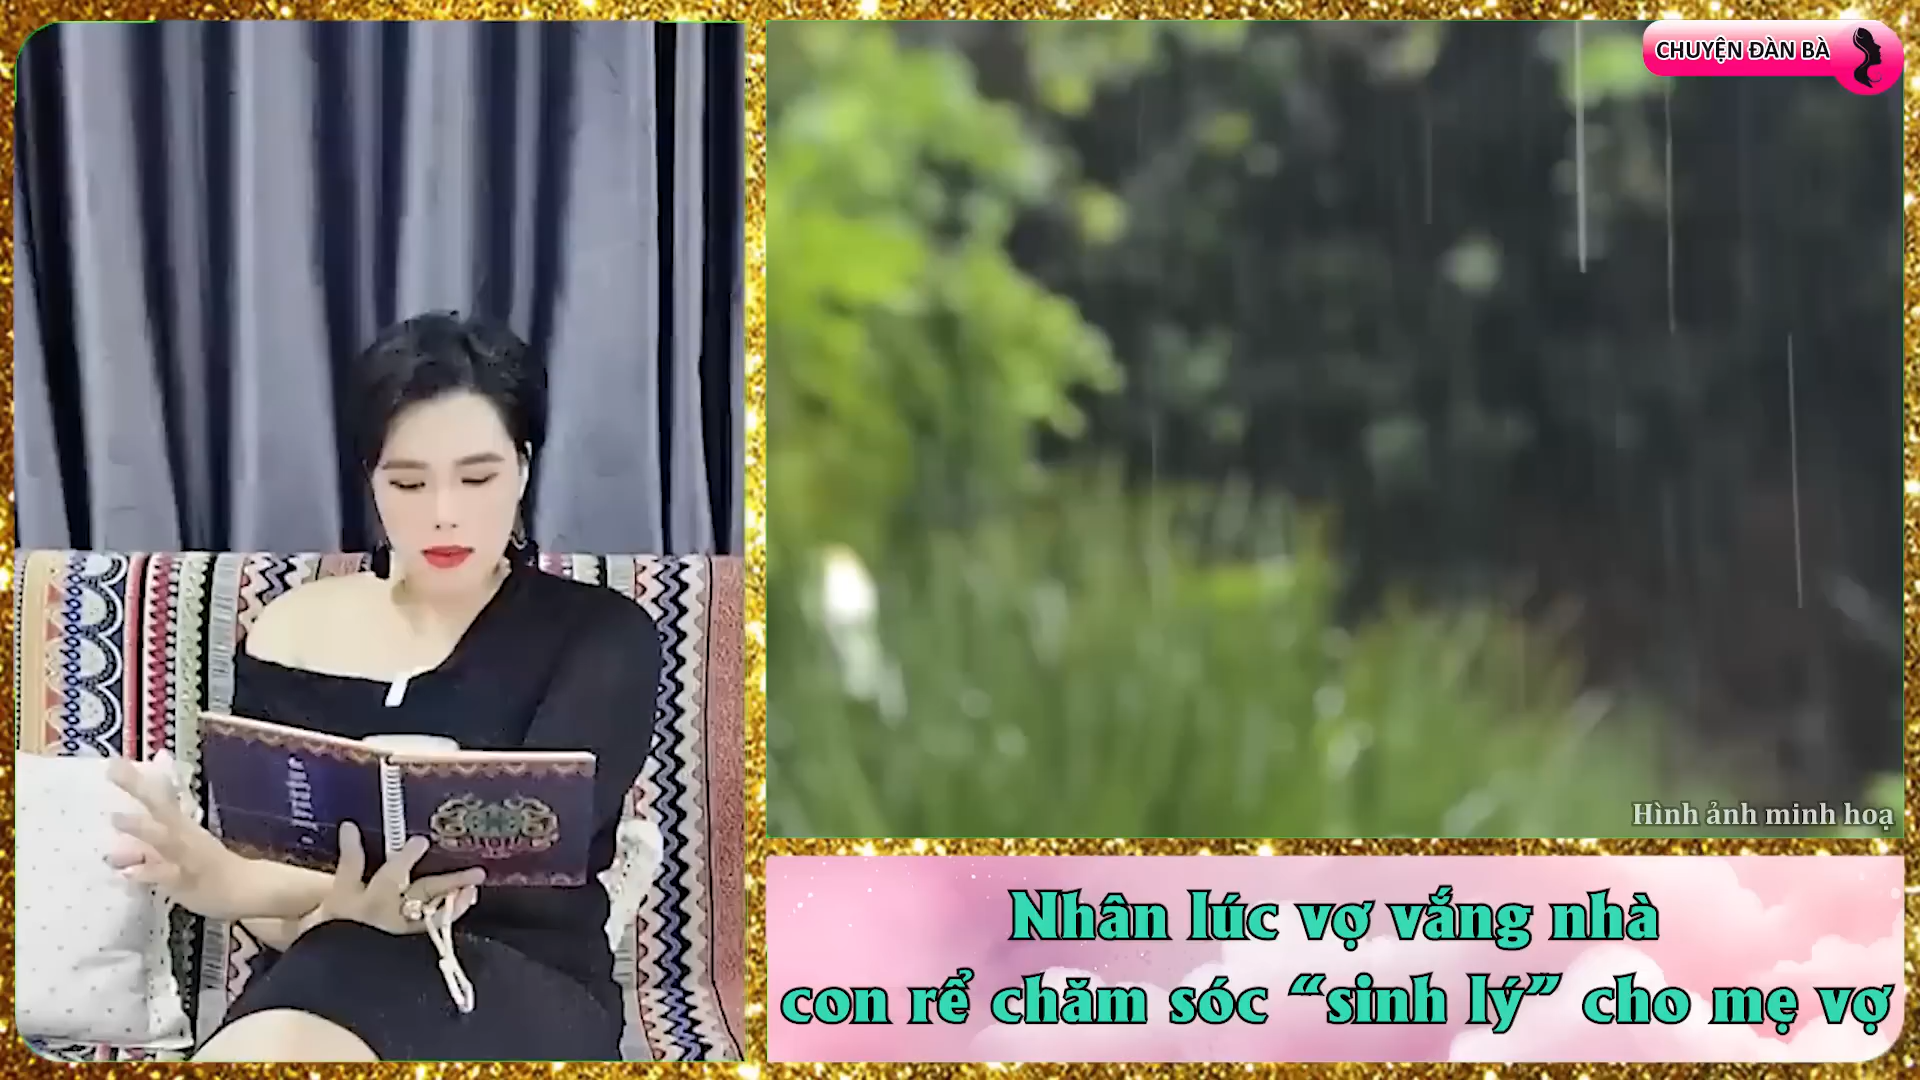 CHUYỆN ĐÀN BÀ
Hình ảnh minh hoạ
Nhân lúc vợ vắng nhà
con rể chăm sóc “sinh lý” cho mẹ vợ